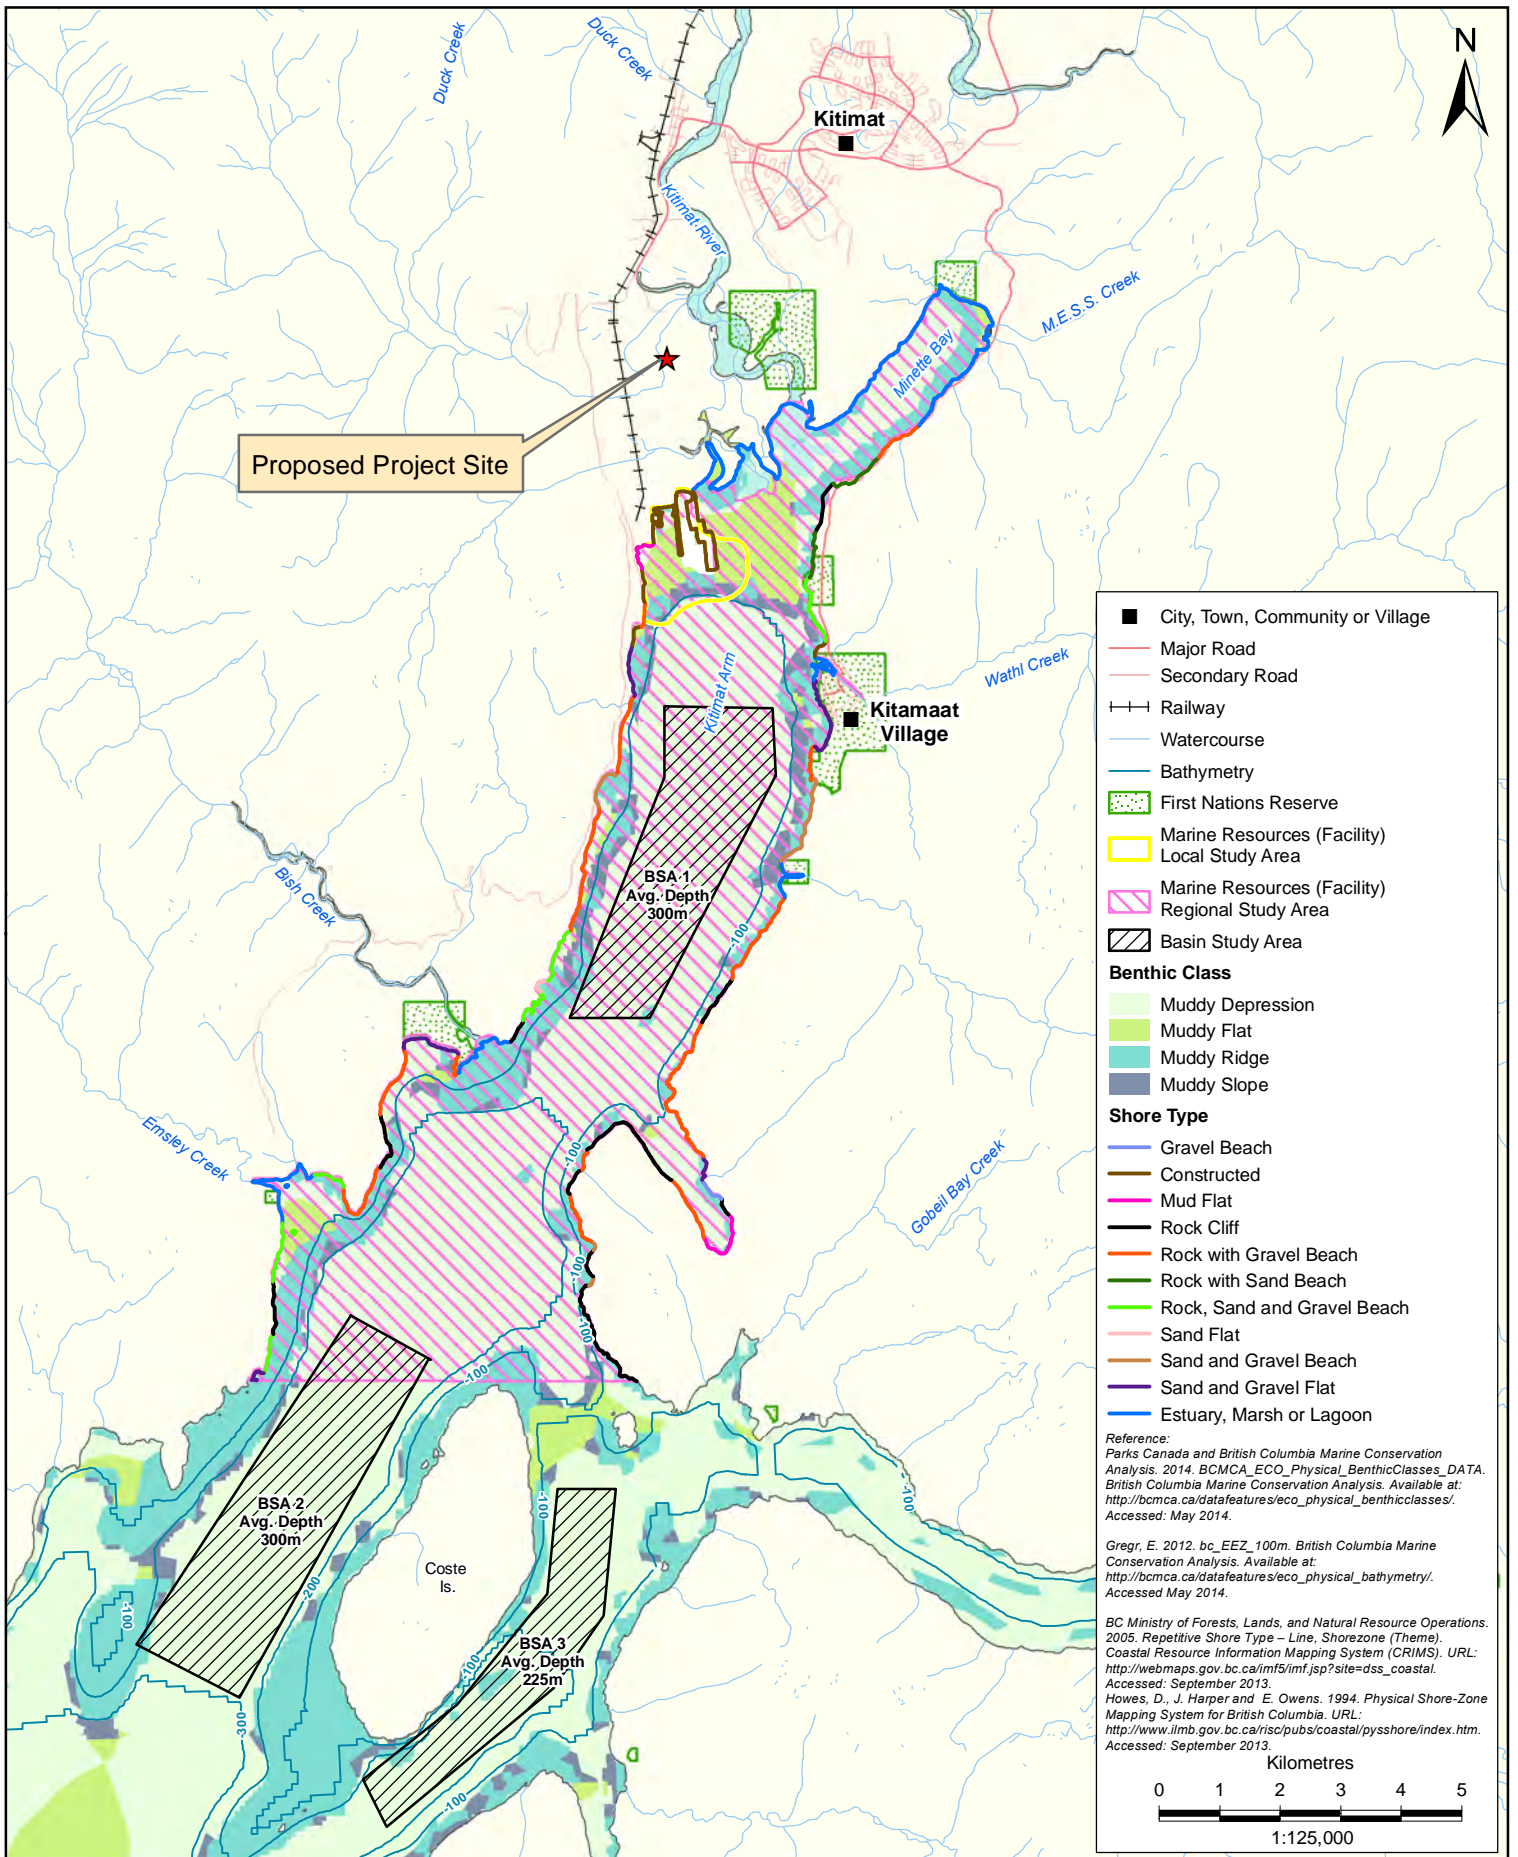 Duck Creek
Duck Creek
N
Kitimat
Kitimat River
M.E.S.S. Creek
Minette Bay
Proposed Project Site
Kitimat Arm
Wathl Creek
Kitamaat
Village
BSA 1
Avg. Depth
300m
-100
Bish Creek
Emsley Creek
-100
Gobeil Bay Creek
-100
-100
-100
-100
-100
BSA 2
Avg. Depth
300m
Coste
Is.
-200
-100
BSA 3
Avg. Depth
225m
-100
-300
-100
City, Town, Community or Village
Major Road
Secondary Road
Railway
Watercourse
Bathymetry
First Nations Reserve
Marine Resources (Facility)
Local Study Area
Marine Resources (Facility)
Regional Study Area
Basin Study Area
Benthic Class
Muddy Depression
Muddy Flat
Muddy Ridge
Muddy Slope
Shore Type
Gravel Beach
Constructed
Mud Flat
Rock Cliff
Rock with Gravel Beach
Rock with Sand Beach
Rock, Sand and Gravel Beach
Sand Flat
Sand and Gravel Beach
Sand and Gravel Flat
Estuary, Marsh or Lagoon
Reference:
Parks Canada and British Columbia Marine Conservation
Analysis. 2014. BCMCA_ECO_Physical_BenthicClasses_DATA.
British Columbia Marine Conservation Analysis. Available at:
http://bcmca.ca/datafeatures/eco_physical_benthicclasses/.
Accessed: May 2014.
Gregr, E. 2012. bc_EEZ_100m. British Columbia Marine
Conservation Analysis. Available at:
http://bcmca.ca/datafeatures/eco_physical_bathymetry/.
Accessed May 2014.
BC Ministry of Forests, Lands, and Natural Resource Operations.
2005. Repetitive Shore Type – Line, Shorezone (Theme).
Coastal Resource Information Mapping System (CRIMS). URL:
http://webmaps.gov.bc.ca/imf5/imf.jsp?site=dss_coastal.
Accessed: September 2013.
Howes, D., J. Harper and E. Owens. 1994. Physical Shore-Zone
Mapping System for British Columbia. URL:
http://www.ilmb.gov.bc.ca/risc/pubs/coastal/pysshore/index.htm.
Accessed: September 2013.
Kilometres
0 1 2 3 4 5
1:125,000